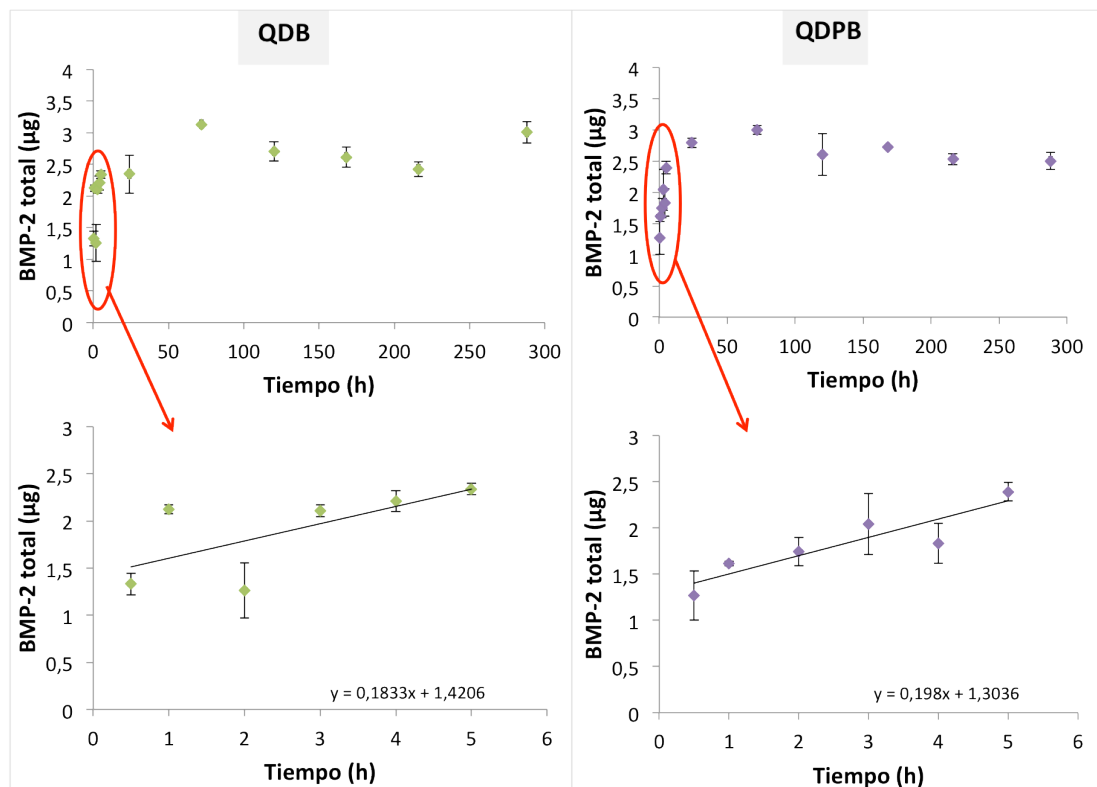 QDB
4
3,5
3
2,5
2
1,5
1
0,5
0
BMP-2 total (µg)
0 50 100 150 200 250 300
Tiempo (h)
3
2,5
2
1,5
1
0,5
0
BMP-2 total (µg)
y = 0,1833x + 1,4206
0 1 2 3 4 5 6
Tiempo (h)
QDPB
4
3,5
3
2,5
2
1,5
1
0,5
0
BMP-2 total (µg)
0 50 100 150 200 250 300
Tiempo (h)
3
2,5
2
1,5
1
0,5
0
BMP-2 total (µg)
y = 0,198x + 1,3036
0 1 2 3 4 5 6
Tiempo (h)